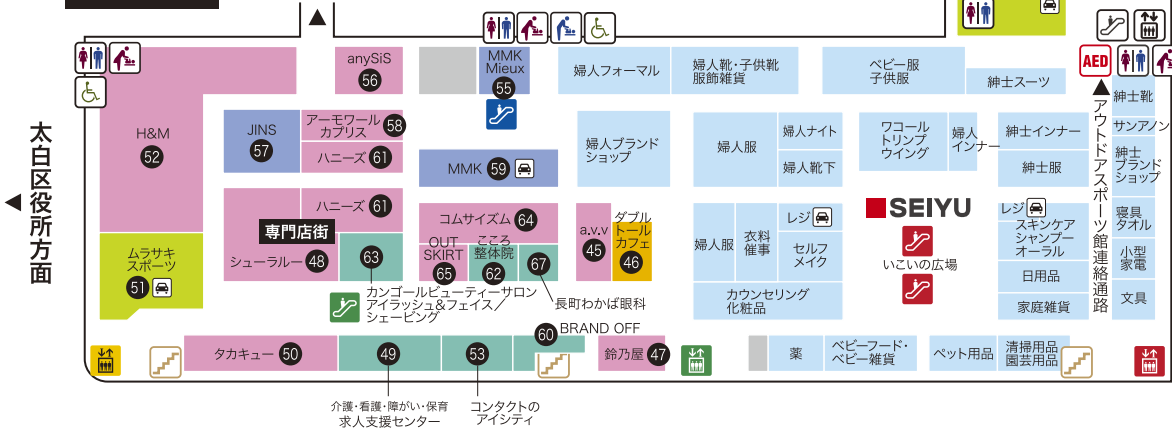 anySiS
56
MMK
Mieux
55
婦人フォーマル
婦人靴・子供靴
服飾雑貨
ベビー服
子供服
紳士スーツ
AED
紳士靴
H&M
52
JINS
57
アーモワール
カプリス
58
ハニーズ
61
MMK
59
婦人ブランド
ショップ
婦人服
婦人ナイト
婦人靴下
ワコール
トリンプ
ウイング
婦人
インナー
紳士インナー
紳士服
サンアノン
紳士
ブランド
ショップ
アウトドアスポーツ館連絡通路
太白区役所方面
ハニーズ
61
専門店街
シューラルー
48
63
コムサイズム
64
OUT
SKIRT
65
こころ
整体院
62
67
a.v.v
45
ダブル
トール
カフェ
46
婦人服
衣料
催事
レジ
セルフ
メイク
カウンセリング
化粧品
SEIYU
いこいの広場
レジ
スキンケア
シャンプー
オーラル
日用品
家庭雑貨
寝具
タオル
小型
家電
文具
ムラサキ
スポーツ
51
カンゴールビューティーサロン
アイラッシュ&フェイス/
シェービング
長町わかば眼科
タカキュー
50
49
53
60
BRAND OFF
鈴乃屋
47
薬
ベビーフード・
ベビー雑貨
ペット用品
清掃用品
園芸用品
介護・看護・障がい・保育
求人支援センター
コンタクトの
アイシティ